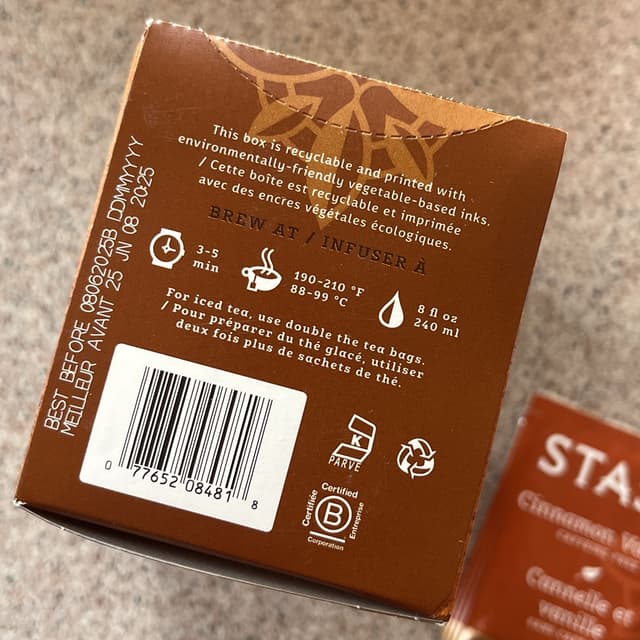 This box is recyclable and printed with
environmentally-friendly vegetable-based inks.
/ Cette boîte est recyclable et imprimée
avec des encres végétales écologiques.
BREW AT / INFUSER À
3-5
min
190-210 °F
88-99 °C
8 fl oz
240 ml
For iced tea, use double the tea bags.
/ Pour préparer du thé glacé, utiliser
deux fois plus de sachets de thé.
BEST BEFORE 08062025B DDMMYYYY
MEILLEUR AVANT 25 JN 08 2025
0 77652 08481 8
K
PARVE
Certified
Certifiée
B
Entreprise
Corporation
STA
Cinnamon
Cannelle et
vanille